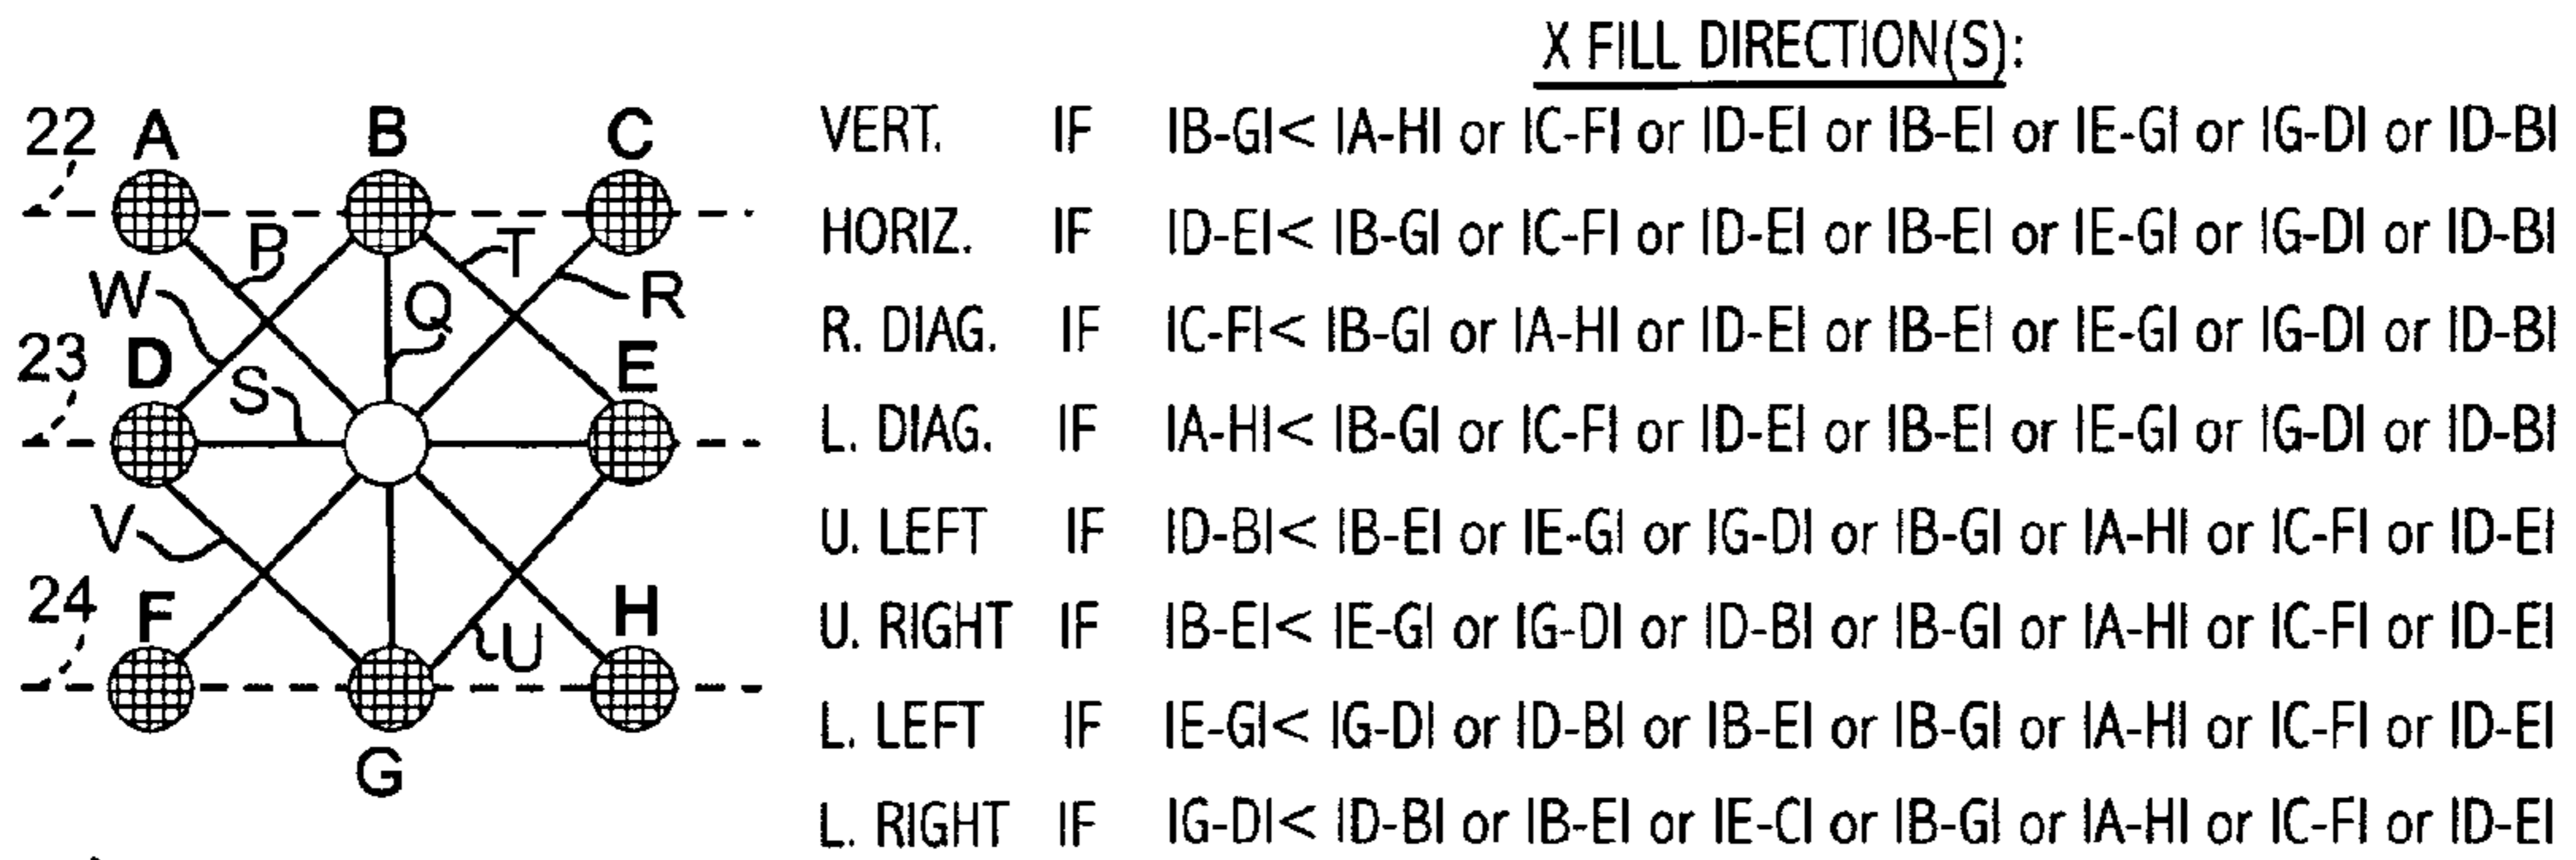 X FILL DIRECTION(S):
22 A B C
VERT. IF |B-G|< |A-H| or |C-F| or |D-E| or |B-E| or |E-G| or |G-D| or |D-B|
P T
HORIZ. IF |D-E|< |B-G| or |C-F| or |D-E| or |B-E| or |E-G| or |G-D| or |D-B|
W Q R
R. DIAG. IF |C-F|< |B-G| or |A-H| or |D-E| or |B-E| or |E-G| or |G-D| or |D-B|
23 D S E
L. DIAG. IF |A-H|< |B-G| or |C-F| or |D-E| or |B-E| or |E-G| or |G-D| or |D-B|
V
U. LEFT IF |D-B|< |B-E| or |E-G| or |G-D| or |B-G| or |A-H| or |C-F| or |D-E|
24 F U H
U. RIGHT IF |B-E|< |E-G| or |G-D| or |D-B| or |B-G| or |A-H| or |C-F| or |D-E|
L. LEFT IF |E-G|< |G-D| or |D-B| or |B-E| or |B-G| or |A-H| or |C-F| or |D-E|
G
L. RIGHT IF |G-D|< |D-B| or |B-E| or |E-C| or |B-G| or |A-H| or |C-F| or |D-E|